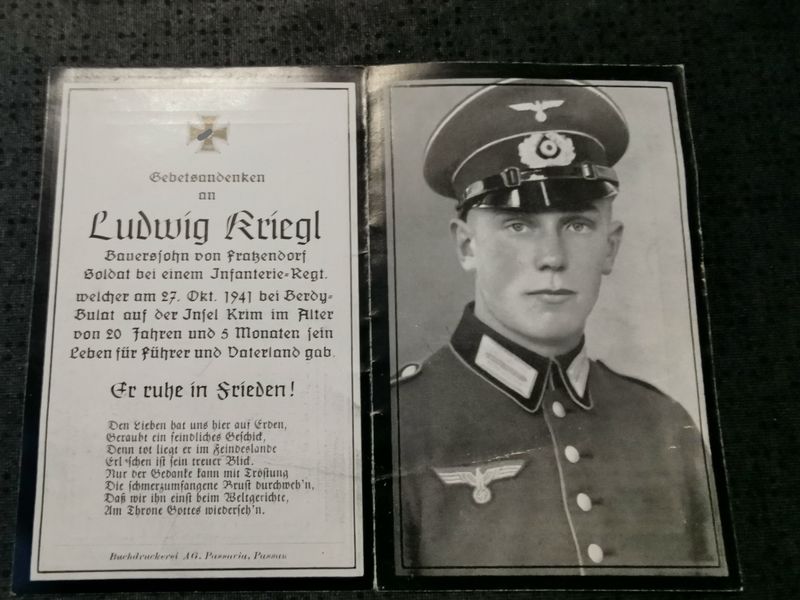 Gebetsandenken
an
Ludwig Kriegl
Bauerssohn von Fratzendorf
Soldat bei einem Infanterie-Regt.
welcher am 27. Okt. 1941 bei Berdy-
Bulat auf der Insel Krim im Alter
von 20 Jahren und 5 Monaten sein
Leben für Führer und Vaterland gab.
Er ruhe in Frieden!
Den Lieben hat uns hier auf Erden,
Geraubt ein feindliches Geschick,
Denn tot liegt er im Feindeslande
Erl'schen ist sein treuer Blick.
Nur der Gedanke kann mit Tröstung
Die schmerzumfangene Brust durchweh'n,
Daß wir ihn einst beim Weltgerichte,
Am Throne Gottes wiederseh'n.
Buchdruckerei AG. Passavia, Passau